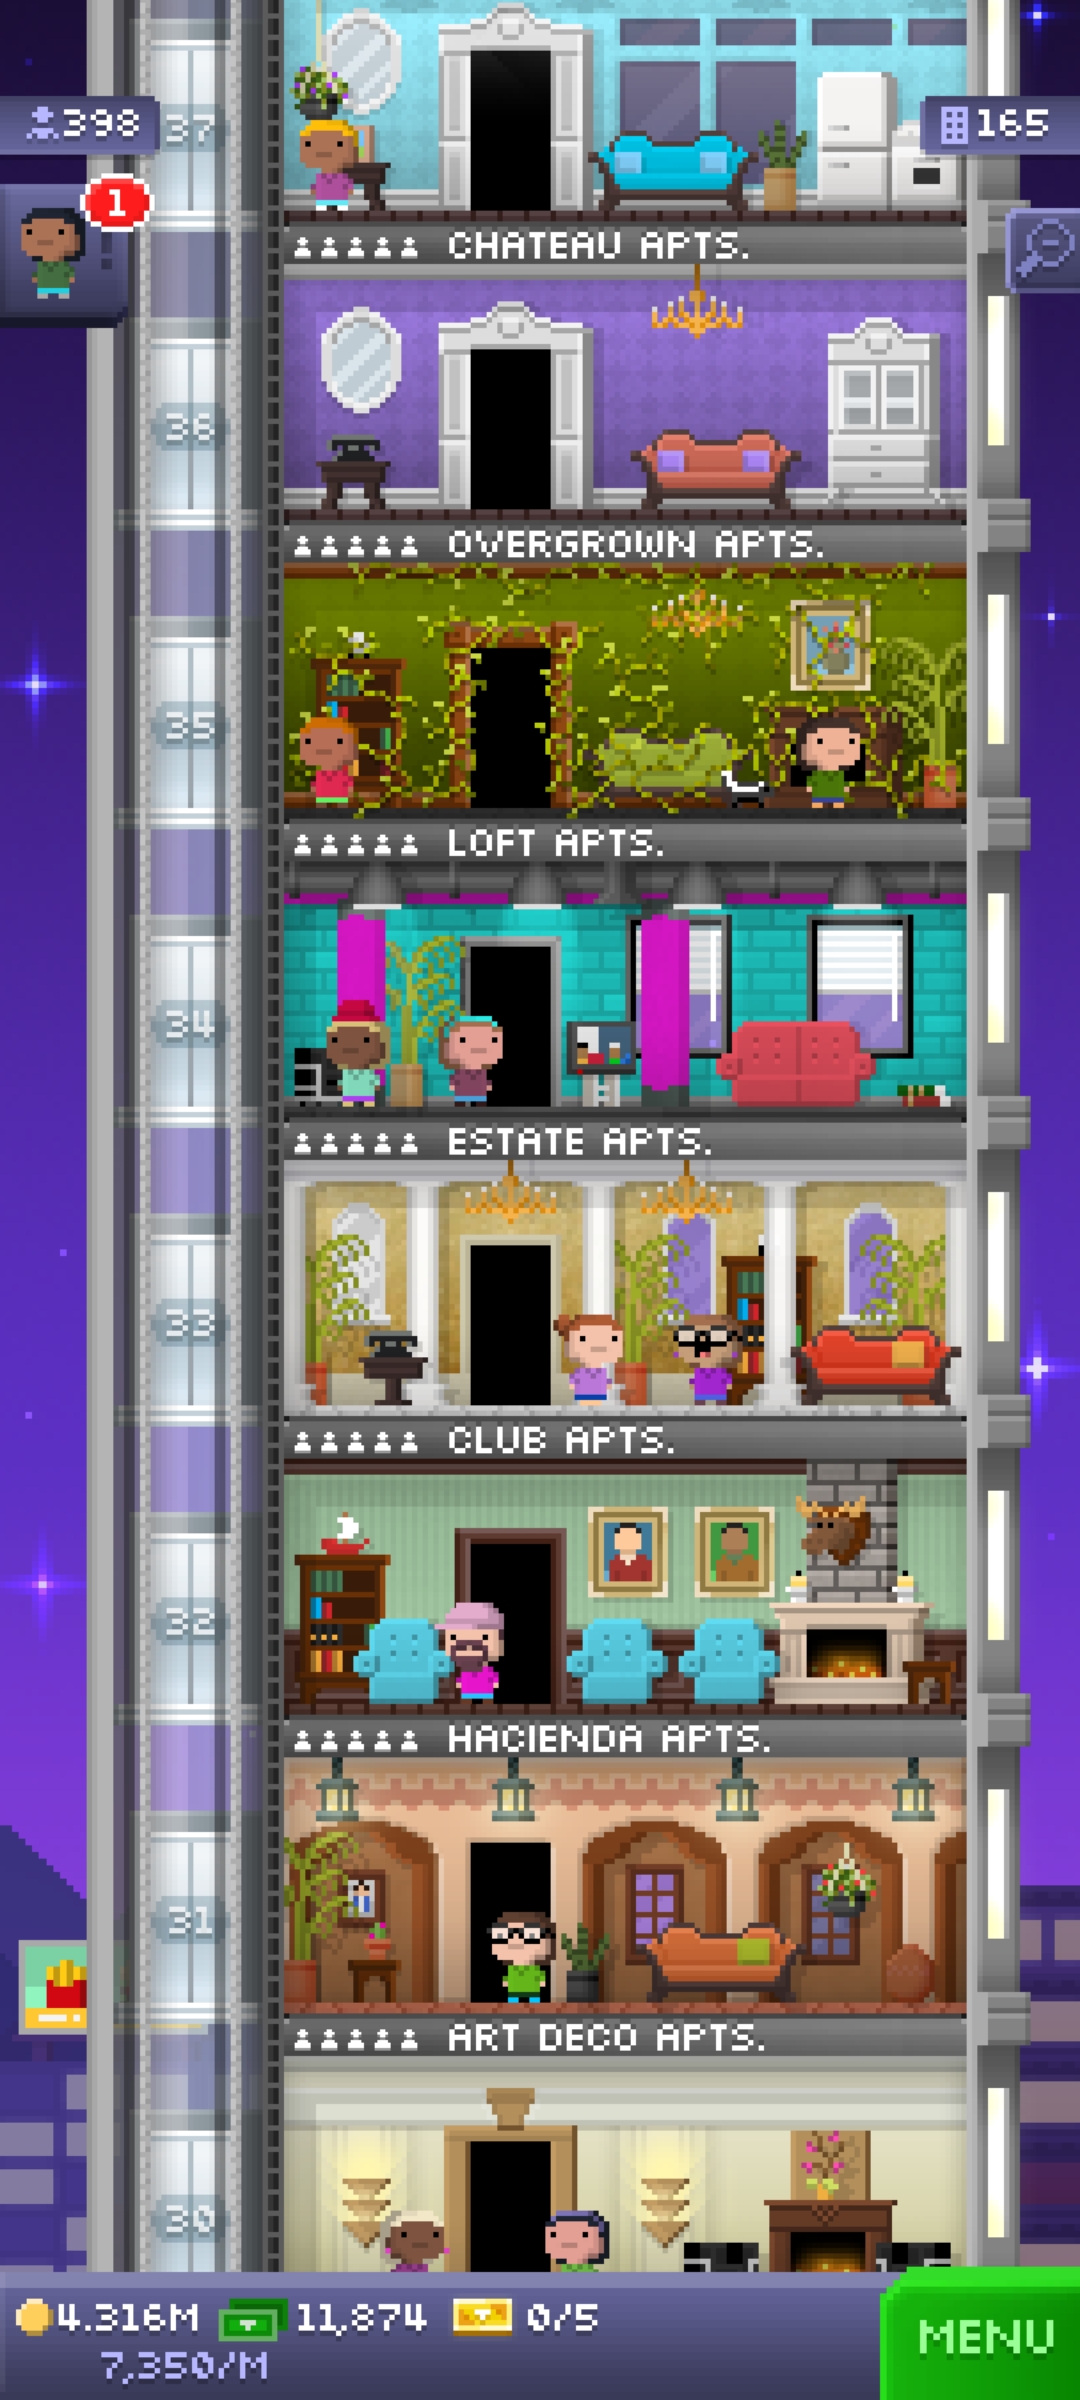 37
398
165
1
CHATEAU APTS.
36
OVERGROWN APTS.
35
LOFT APTS.
34
ESTATE APTS.
33
CLUB APTS.
32
HACIENDA APTS.
31
ART DECO APTS.
30
4.316M 11,874 0/5
7,350/M
MENU